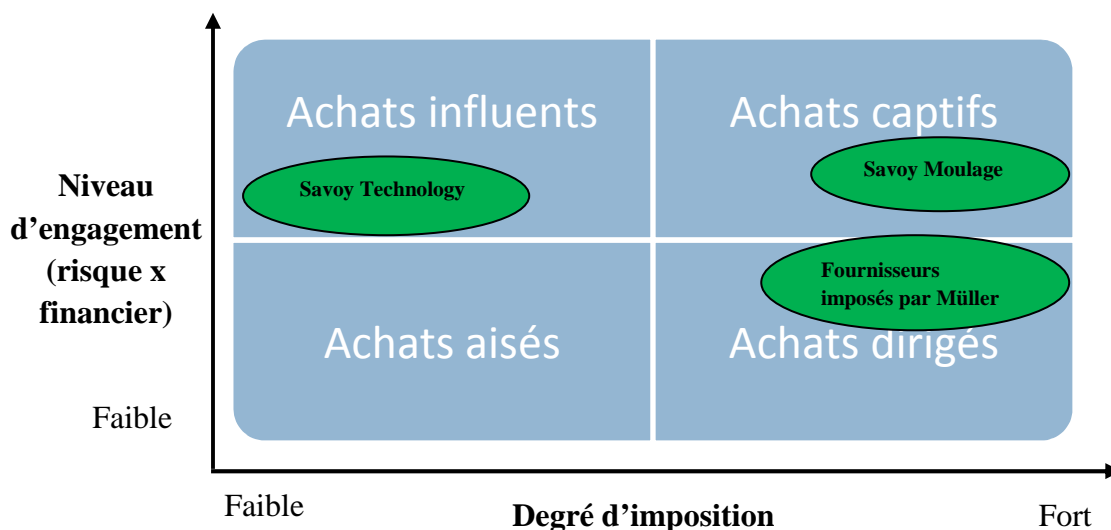 Achats influents
Achats captifs
Savoy Technology
Savoy Moulage
Niveau
d’engagement
(risque x
financier)
Fournisseurs
imposés par Müller
Achats aisés
Achats dirigés
Faible
Faible
Degré d’imposition
Fort